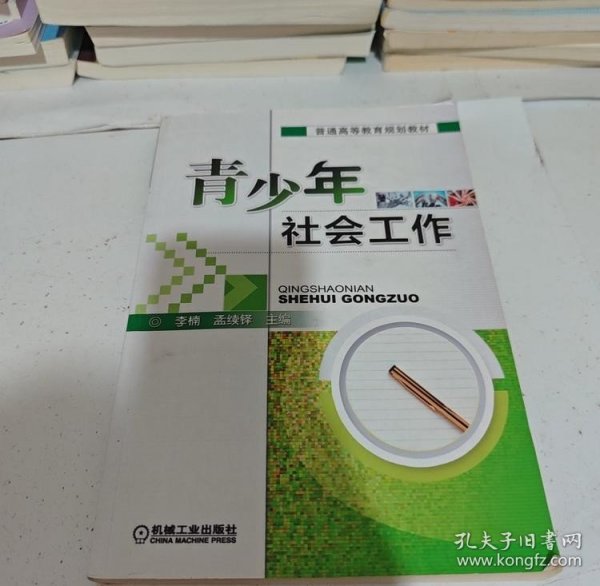 普通高等教育规划教材
青少年
社会工作
QINGSHAONIAN
SHEHUI GONGZUO
◎ 李楠 孟续铎 主编
机械工业出版社
CHINA MACHINE PRESS
孔夫子旧书网
www.kongfz.com